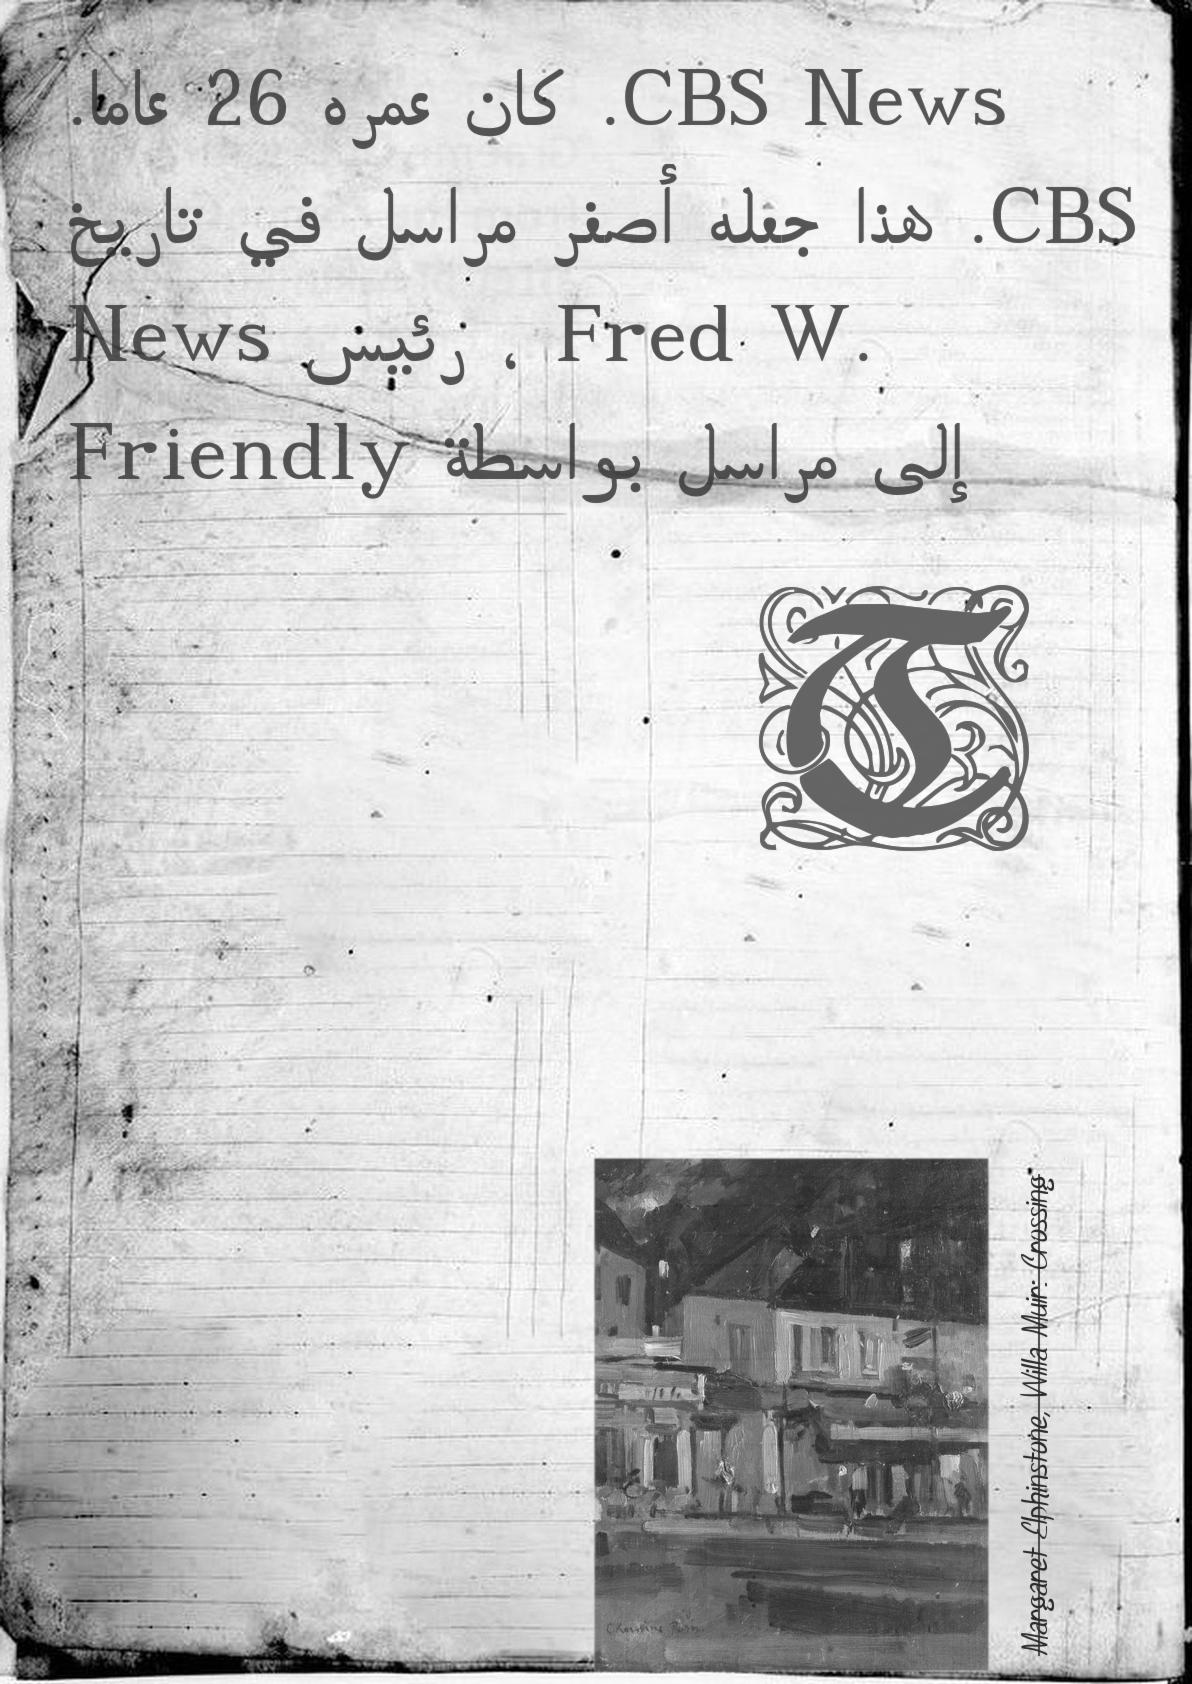 CBS News. كان عمره 26 عاما.
CBS. هذا جعله أصغر مراسل في تاريخ
News رئيس ، Fred W.
Friendly إلى مراسل بواسطة
T
Margaret Elphinstone, Willa Muir: Crossing